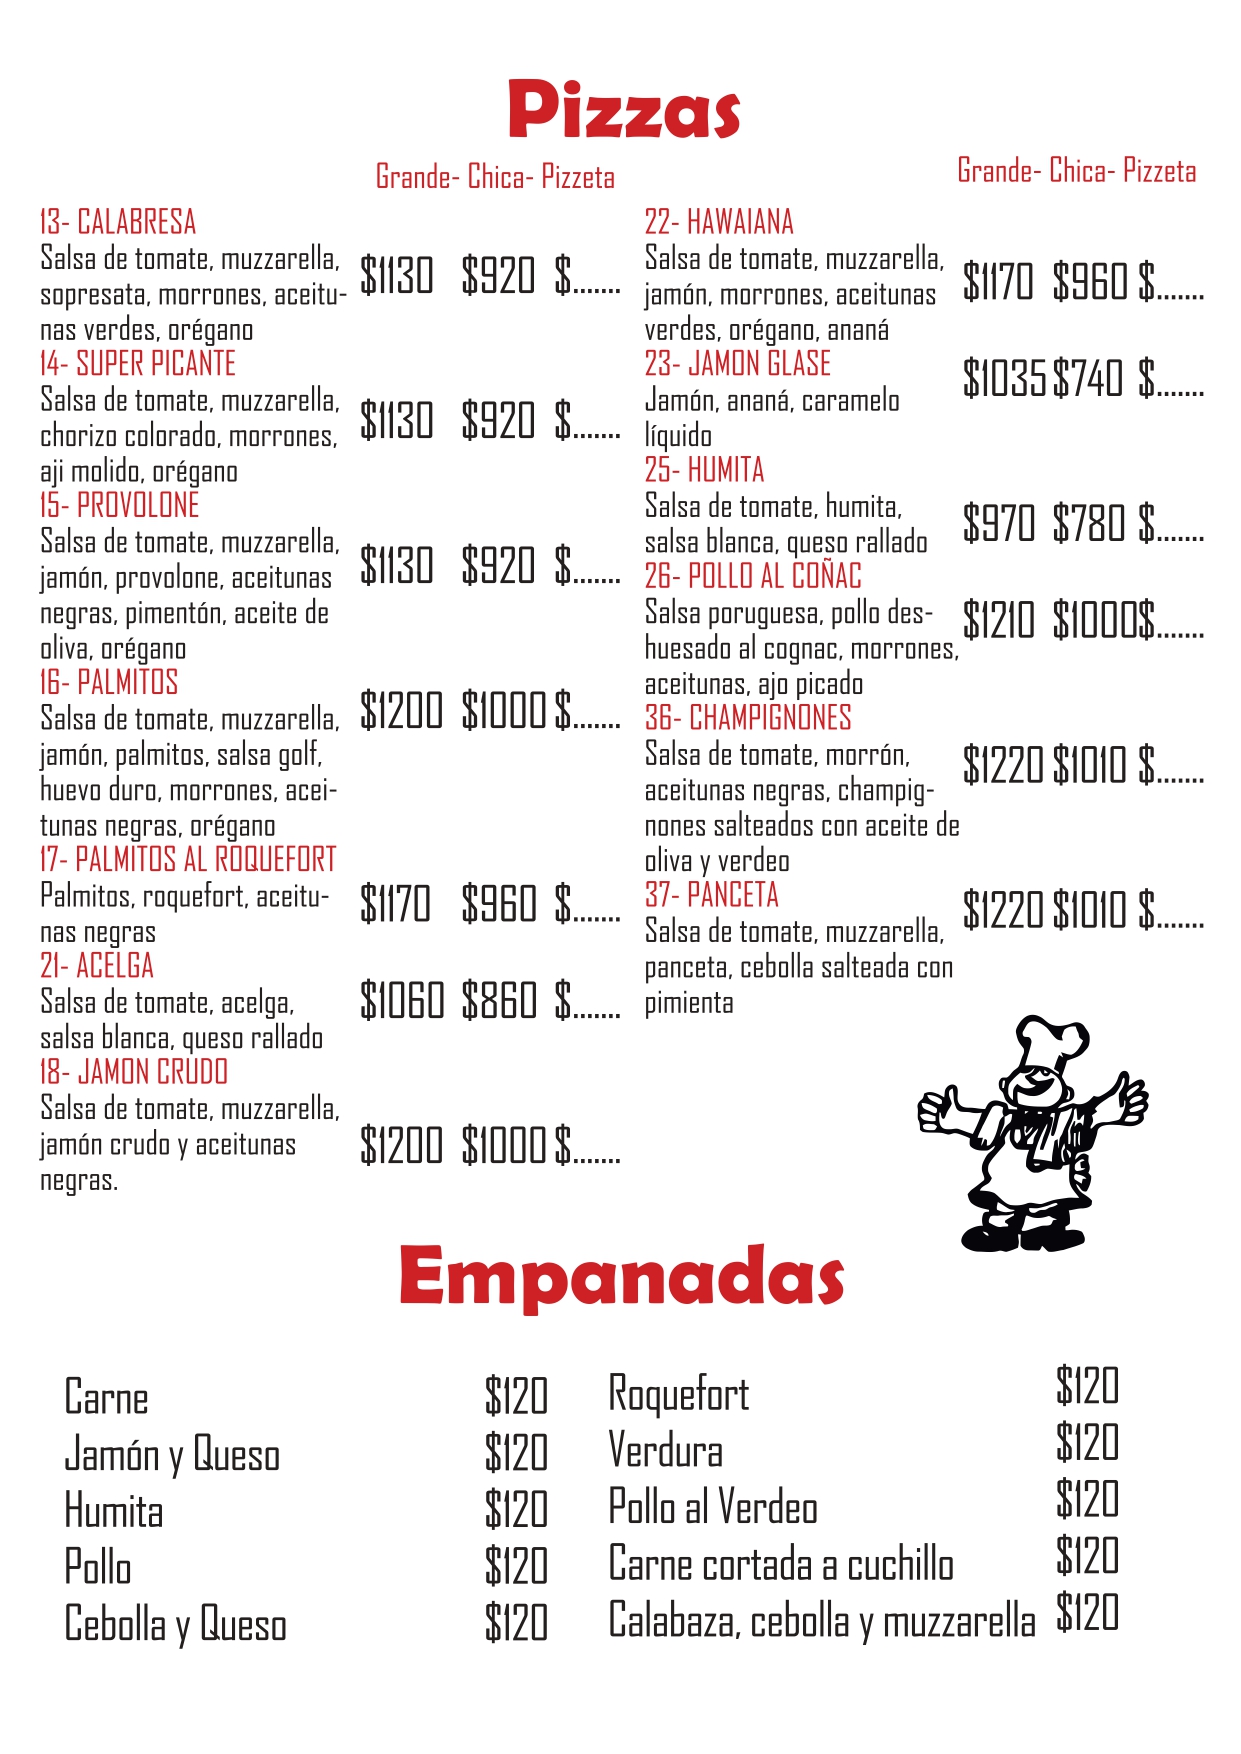 Pizzas
Grande- Chica- Pizzeta
13- CALABRESA
Salsa de tomate, muzzarella,
sopresata, morrones, aceitu-
nas verdes, orégano
$1130 $920 $.......
14- SUPER PICANTE
Salsa de tomate, muzzarella,
chorizo colorado, morrones,
aji molido, orégano
$1130 $920 $.......
15- PROVOLONE
Salsa de tomate, muzzarella,
jamón, provolone, aceitunas
negras, pimentón, aceite de
oliva, orégano
$1130 $920 $.......
16- PALMITOS
Salsa de tomate, muzzarella,
jamón, palmitos, salsa golf,
huevo duro, morrones, acei-
tunas negras, orégano
$1200 $1000 $.......
17- PALMITOS AL ROQUEFORT
Palmitos, roquefort, aceitu-
nas negras
$1170 $960 $.......
21- ACELGA
Salsa de tomate, acelga,
salsa blanca, queso rallado
$1060 $860 $.......
18- JAMON CRUDO
Salsa de tomate, muzzarella,
jamón crudo y aceitunas
negras.
$1200 $1000 $.......
Grande- Chica- Pizzeta
22- HAWAIANA
Salsa de tomate, muzzarella,
jamón, morrones, aceitunas
verdes, orégano, ananá
$1170 $960 $.......
23- JAMON GLASE
Jamón, ananá, caramelo
líquido
$1035 $740 $.......
25- HUMITA
Salsa de tomate, humita,
salsa blanca, queso rallado
$970 $780 $.......
26- POLLO AL COÑAC
Salsa poruguesa, pollo des-
huesado al cognac, morrones,
aceitunas, ajo picado
$1210 $1000$.......
36- CHAMPIGNONES
Salsa de tomate, morrón,
aceitunas negras, champig-
nones salteados con aceite de
oliva y verdeo
$1220 $1010 $.......
37- PANCETA
Salsa de tomate, muzzarella,
panceta, cebolla salteada con
pimienta
$1220 $1010 $.......
Empanadas
Carne $120
Jamón y Queso $120
Humita $120
Pollo $120
Cebolla y Queso $120
Roquefort $120
Verdura $120
Pollo al Verdeo $120
Carne cortada a cuchillo $120
Calabaza, cebolla y muzzarella $120